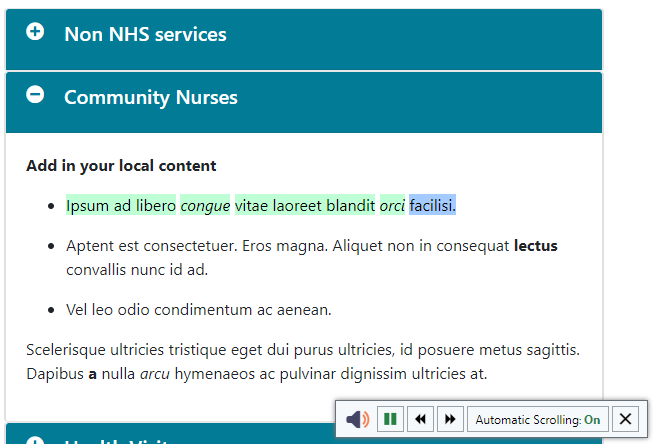 Non NHS services
Community Nurses
Add in your local content
Ipsum ad libero congue vitae laoreet blandit orci facilisi.
Aptent est consectetuer. Eros magna. Aliquet non in consequat lectus
convallis nunc id ad.
Vel leo odio condimentum ac aenean.
Scelerisque ultricies tristique eget dui purus ultricies, id posuere metus sagittis.
Dapibus a nulla arcu hymenaeos ac pulvinar dignissim ultricies at.
Automatic Scrolling: On